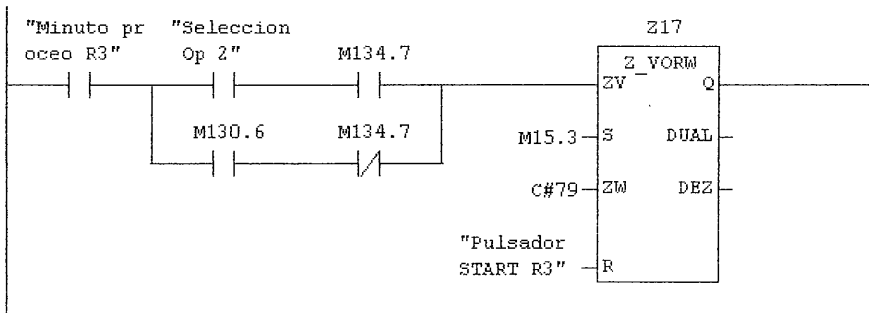 "Minuto pr
oceo R3"
"Seleccion
Op 2"
M134.7
Z17
Z_VORW
ZV
Q
M130.6
M134.7
M15.3
S
DUAL
C#79
ZW
DEZ
"Pulsador
START R3"
R